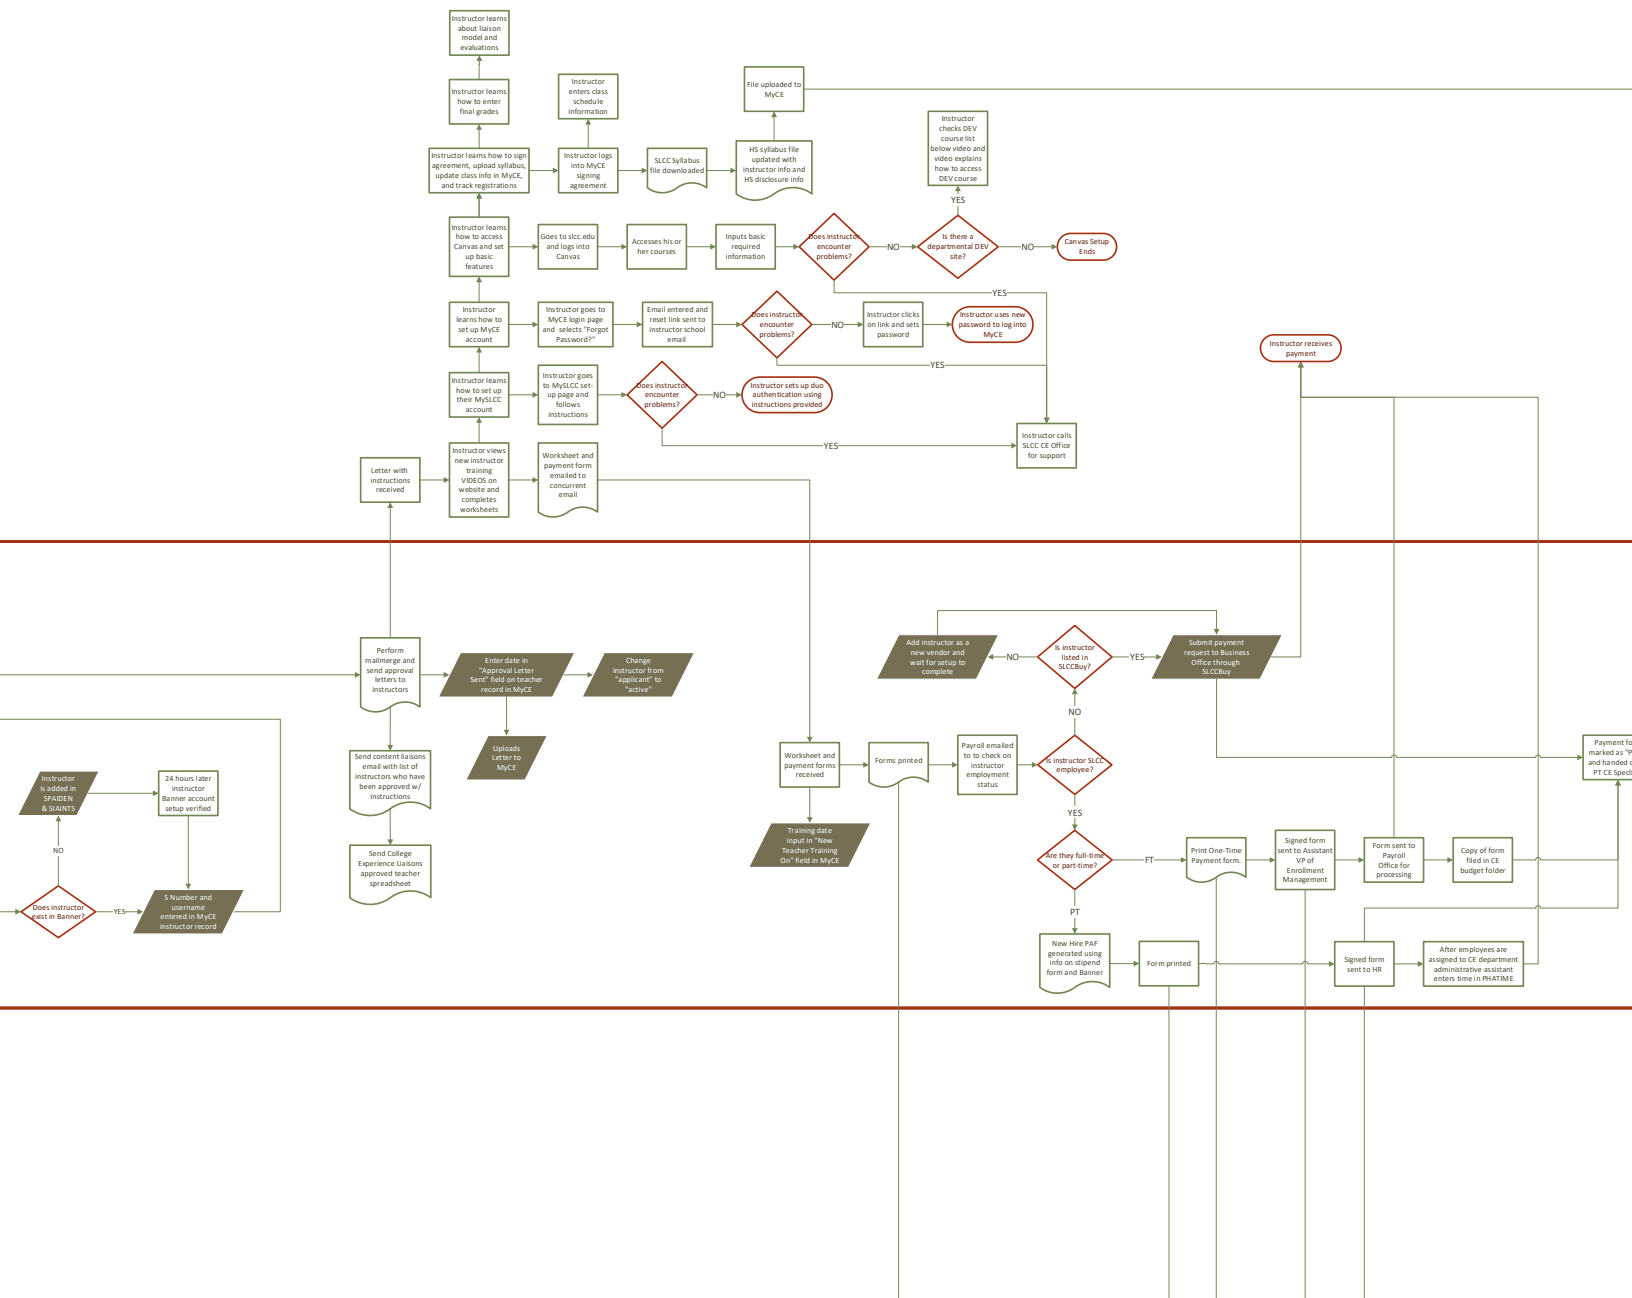 Instructor learns
about liaison
model and
evaluations
Instructor learns
how to enter
final grades
Instructor
enters class
schedule
information
File uploaded to
MyCE
Instructor
checks DEV
course list
below video and
video explains
how to access
DEV course
Instructor learns how to sign
agreement, upload syllabus,
update class info in MyCE,
and track registrations
Instructor logs
into MyCE
signing
agreement
SLCC Syllabus
file downloaded
HS syllabus file
updated with
instructor info and
HS disclosure info
YES
Instructor learns
how to access
Canvas and set
up basic
features
Goes to slcc.edu
and logs into
Canvas
Accesses his or
her courses
Inputs basic
required
information
Does instructor
encounter
problems?
NO
Is there a
departmental DEV
site?
NO
Canvas Setup
Ends
YES
Instructor
learns how to
set up MyCE
account
Instructor goes to
MyCE login page
and selects "Forgot
Password?"
Email entered and
reset link sent to
instructor school
email
Does instructor
encounter
problems?
NO
Instructor clicks
on link and sets
password
Instructor uses new
password to log into
MyCE
YES
Instructor receives
payment
Instructor learns
how to set up
their MySLCC
account
Instructor goes
to MySLCC set-
up page and
follows
instructions
Does instructor
encounter
problems?
NO
Instructor sets up duo
authentication using
instructions provided
YES
Instructor calls
SLCC CE Office
for support
Letter with
instructions
received
Instructor views
new instructor
training
VIDEOS on
website and
completes
worksheets
Worksheet and
payment form
emailed to
concurrent
email
Perform
mailmerge and
send approval
letters to
instructors
Enter date in
"Approval Letter
Sent" field on teacher
record in MyCE
Change
instructor from
"applicant" to
"active"
Uploads
Letter to
MyCE
Add instructor as a
new vendor and
wait for setup to
complete
NO
Is instructor
listed in
SLCCBuy?
YES
Submit payment
request to Business
Office through
SLCCBuy
NO
Instructor
is added in
SPAIDEN
& SIAINTS
24 hours later
instructor
Banner account
setup verified
Send content liaisons
email with list of
instructors who have
been approved w/
instructions
Worksheet and
payment forms
received
Forms printed
Payroll emailed
to to check on
instructor
employment
status
Is instructor SLCC
employee?
Payment fo
marked as "P
and handed o
PT CE Speci
NO
YES
Send College
Experience Liaisons
approved teacher
spreadsheet
Training date
input in "New
Teacher Training
On" field in MyCE
Are they full-time
or part-time?
FT
Print One-Time
Payment form.
Signed form
sent to Assistant
VP of
Enrollment
Management
Form sent to
Payroll
Office for
processing
Copy of form
filed in CE
budget folder
Does instructor
exist in Banner?
YES
S Number and
username
entered in MyCE
instructor record
PT
New Hire PAF
generated using
info on stipend
form and Banner
Form printed
Signed form
sent to HR
After employees are
assigned to CE department
administrative assistant
enters time in PHATIME